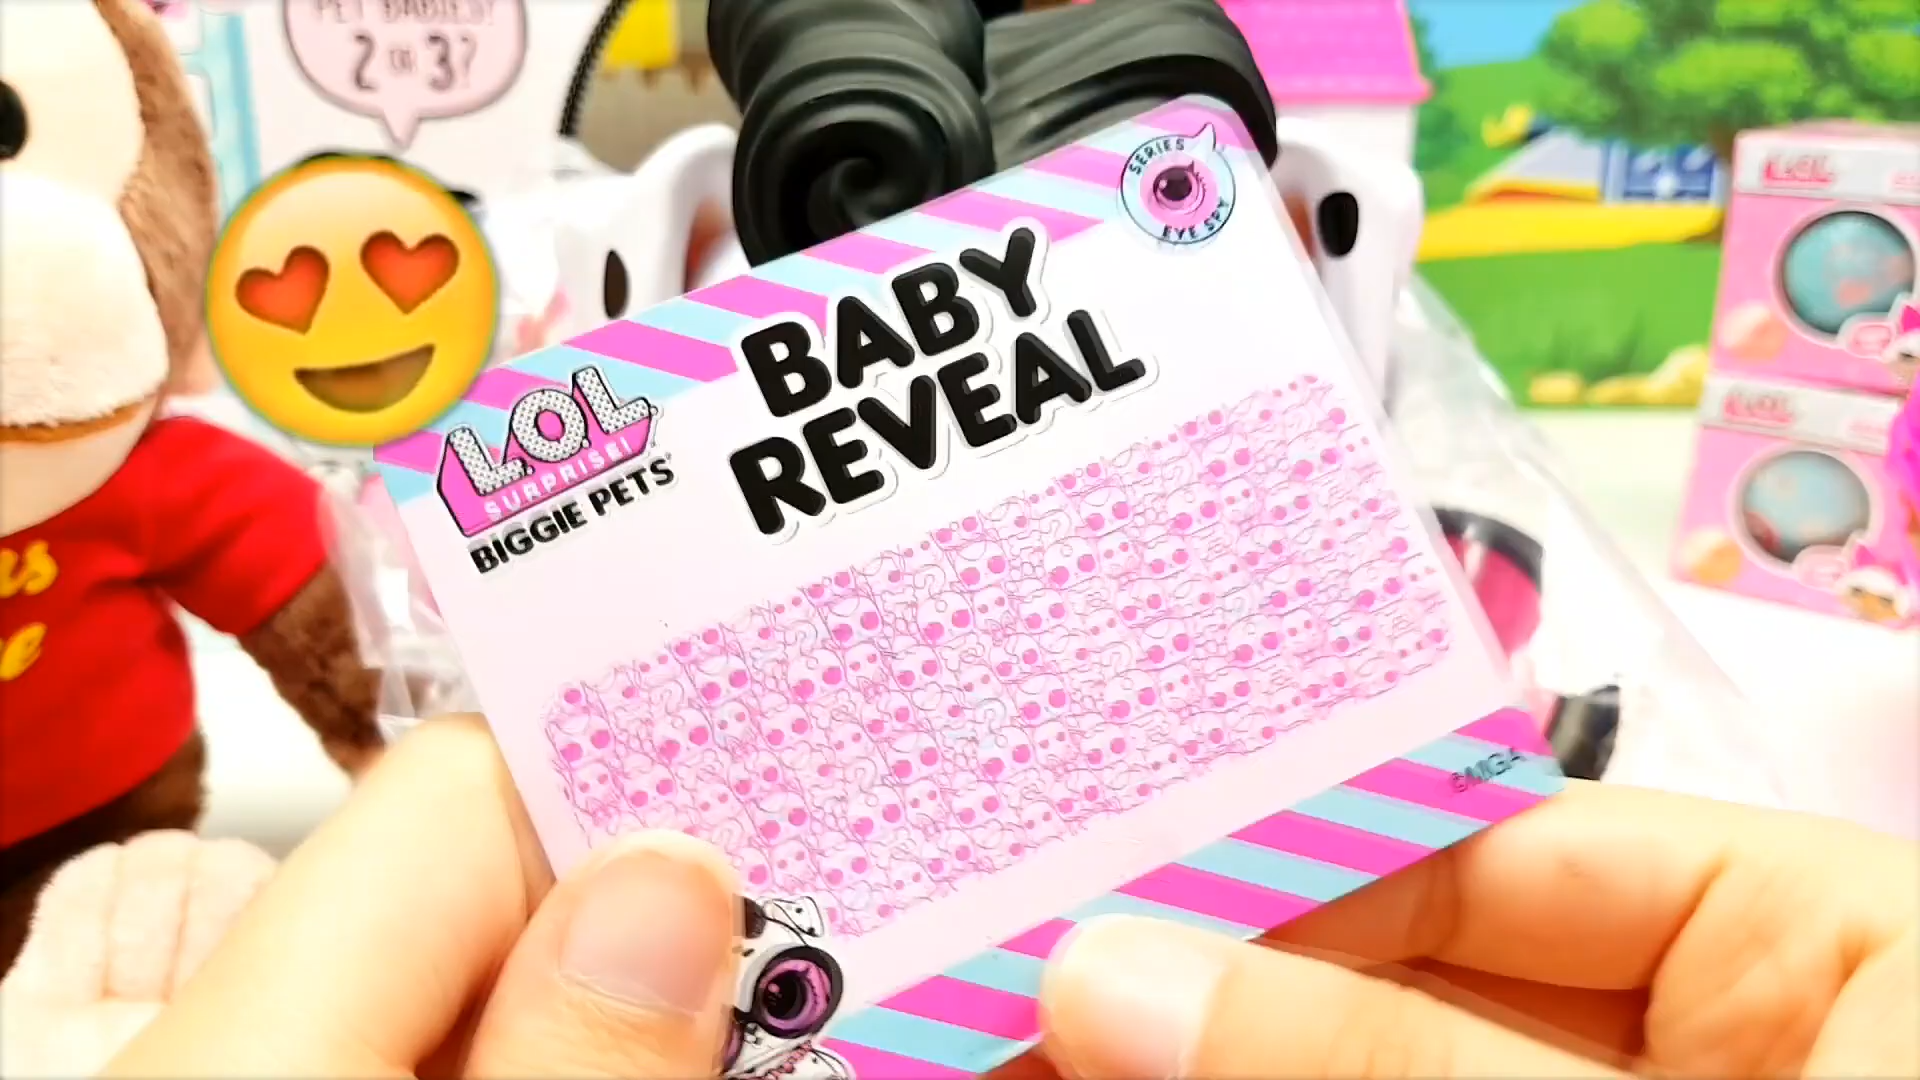 PET BABIES?
2 OR 3?
SERIES
EYE SPY
BABY
REVEAL
L.O.L.
SURPRISE!
BIGGIE PETS
©MGA
L.O.L.
L.O.L.